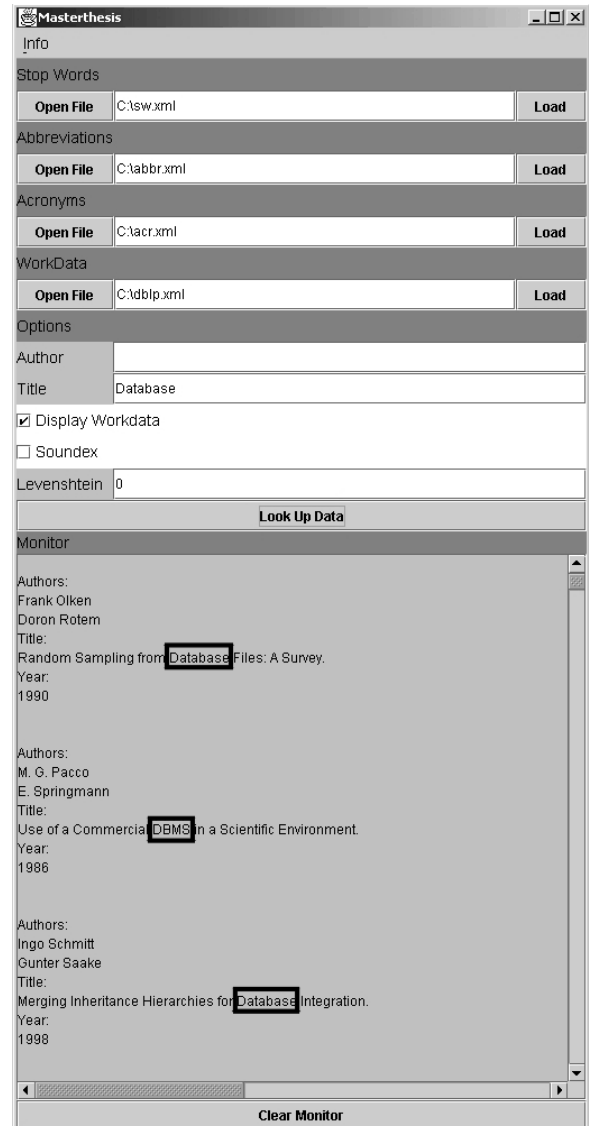 Masterthesis
Info
Stop Words
Open File C:\sw.xml Load
Abbreviations
Open File C:\abbr.xml Load
Acronyms
Open File C:\acr.xml Load
WorkData
Open File C:\dblp.xml Load
Options
Author
Title Database
Display Workdata
Soundex
Levenshtein 0
Look Up Data
Monitor
Authors:
Frank Olken
Doron Rotem
Title:
Random Sampling from Database Files: A Survey.
Year:
1990
Authors:
M. G. Pacco
E. Springmann
Title:
Use of a Commercial DBMS in a Scientific Environment.
Year:
1986
Authors:
Ingo Schmitt
Gunter Saake
Title:
Merging Inheritance Hierarchies for Database Integration.
Year:
1998
Clear Monitor